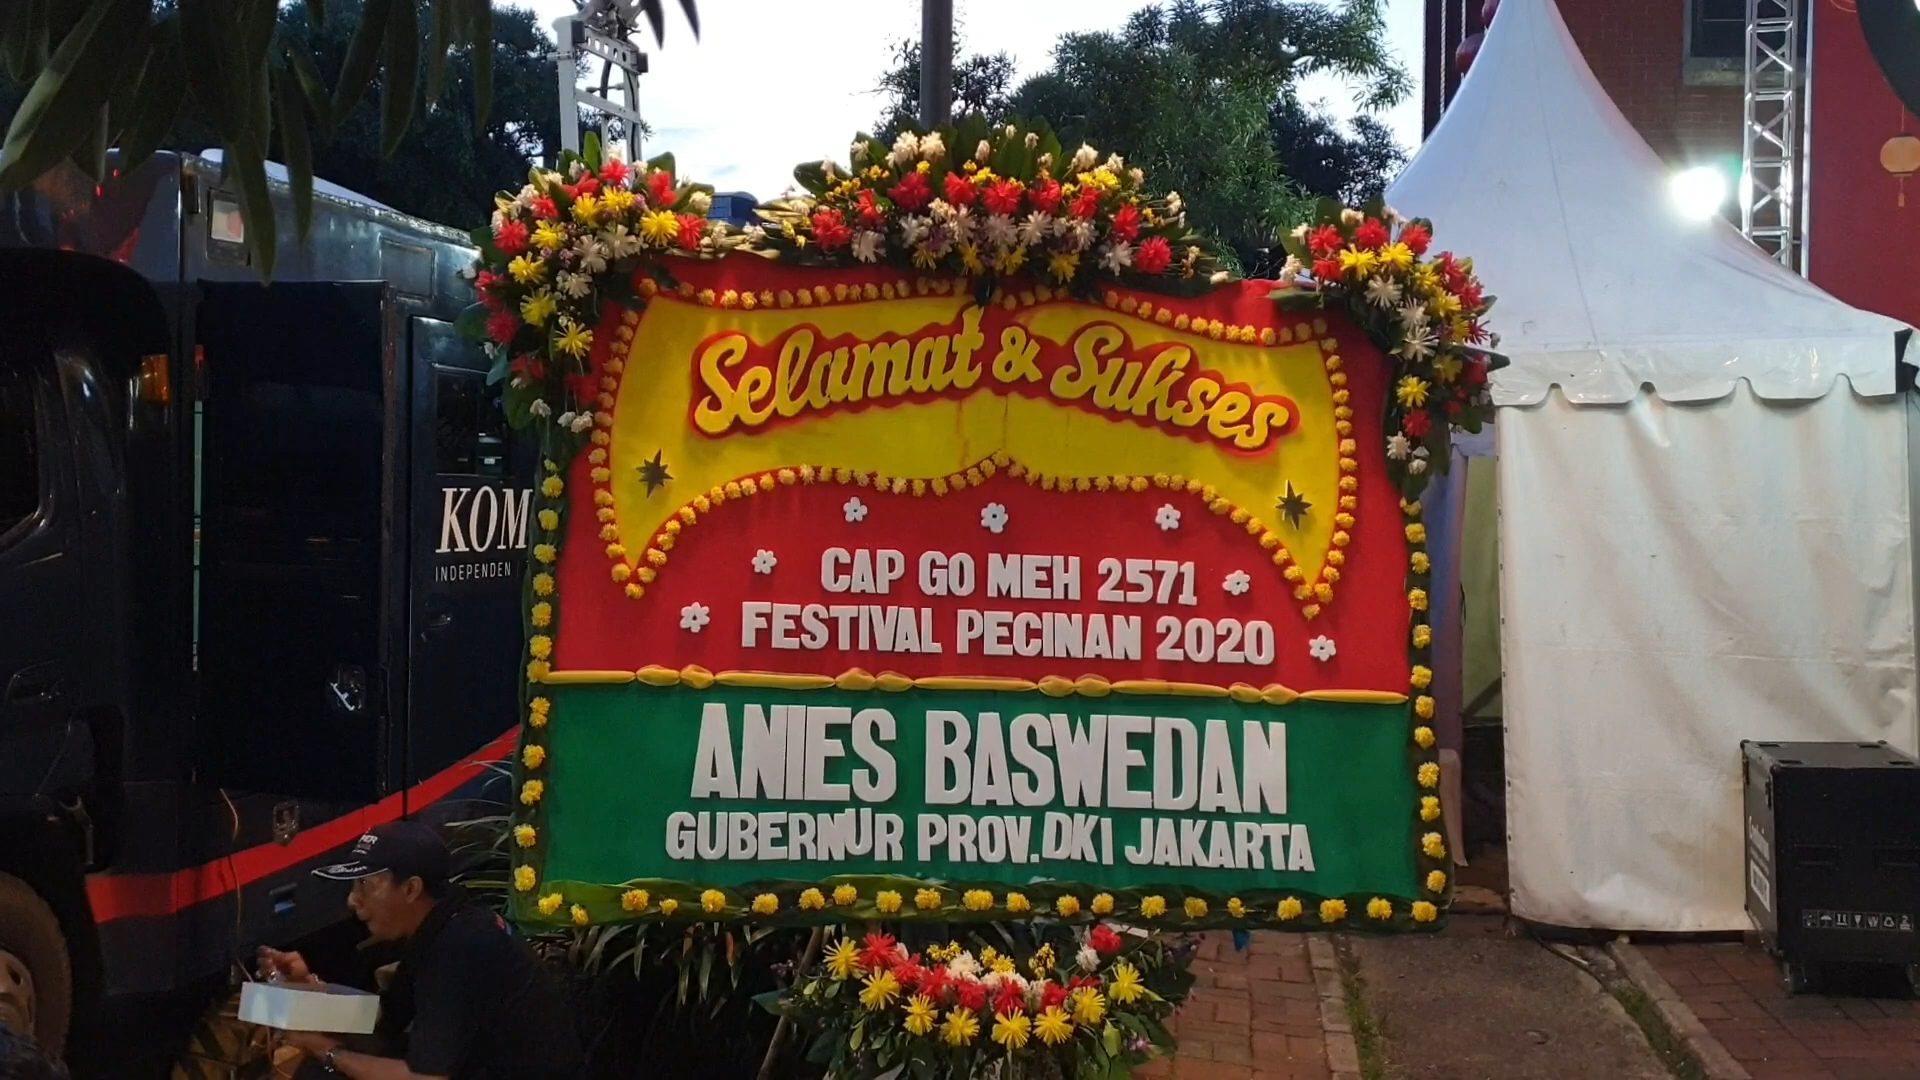 Selamat & Sukses
CAP GO MEH 2571
FESTIVAL PECINAN 2020
ANIES BASWEDAN
GUBERNUR PROV.DKI JAKARTA
KOM
INDEPENDEN